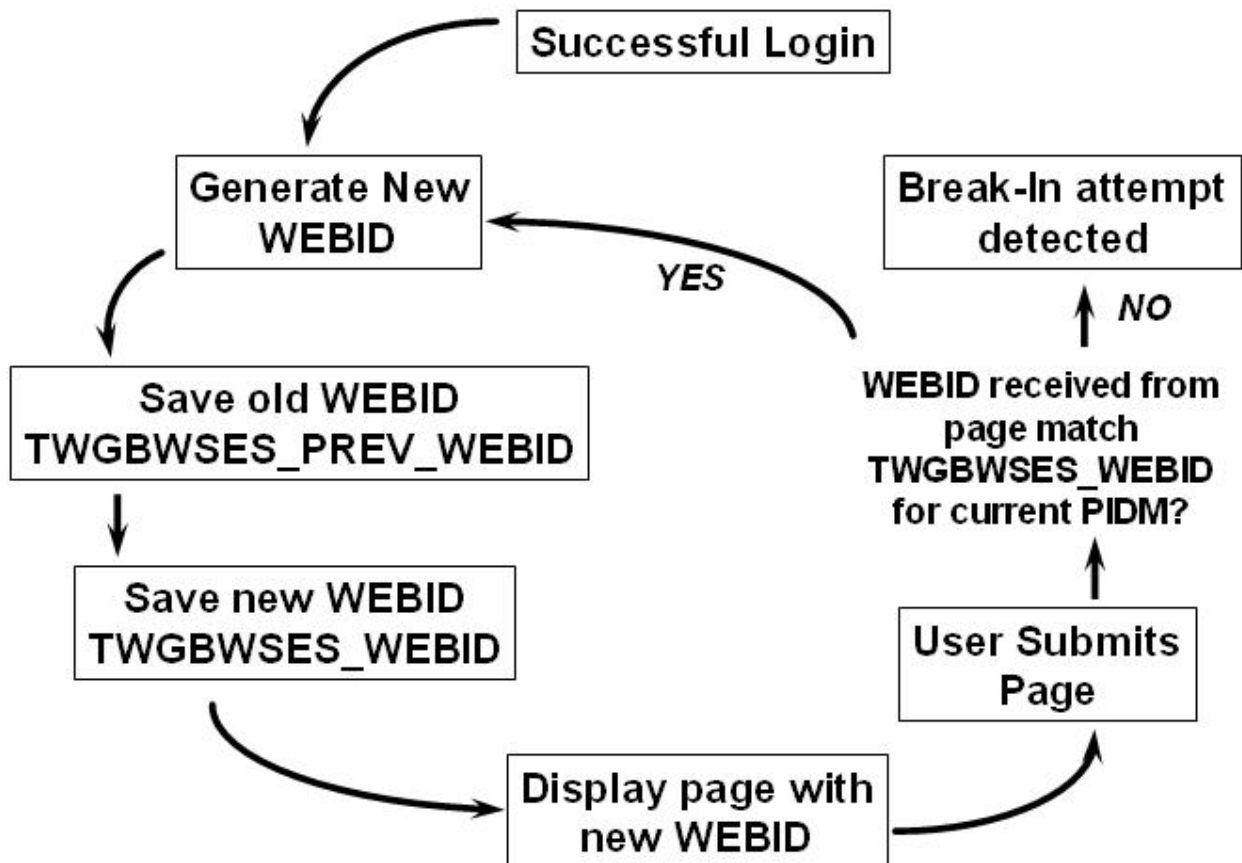 Successful Login
Generate New
WEBID
Save old WEBID
TWGBWSES_PREV_WEBID
Save new WEBID
TWGBWSES_WEBID
Display page with
new WEBID
User Submits
Page
WEBID received from
page match
TWGBWSES_WEBID
for current PIDM?
YES
NO
Break-In attempt
detected